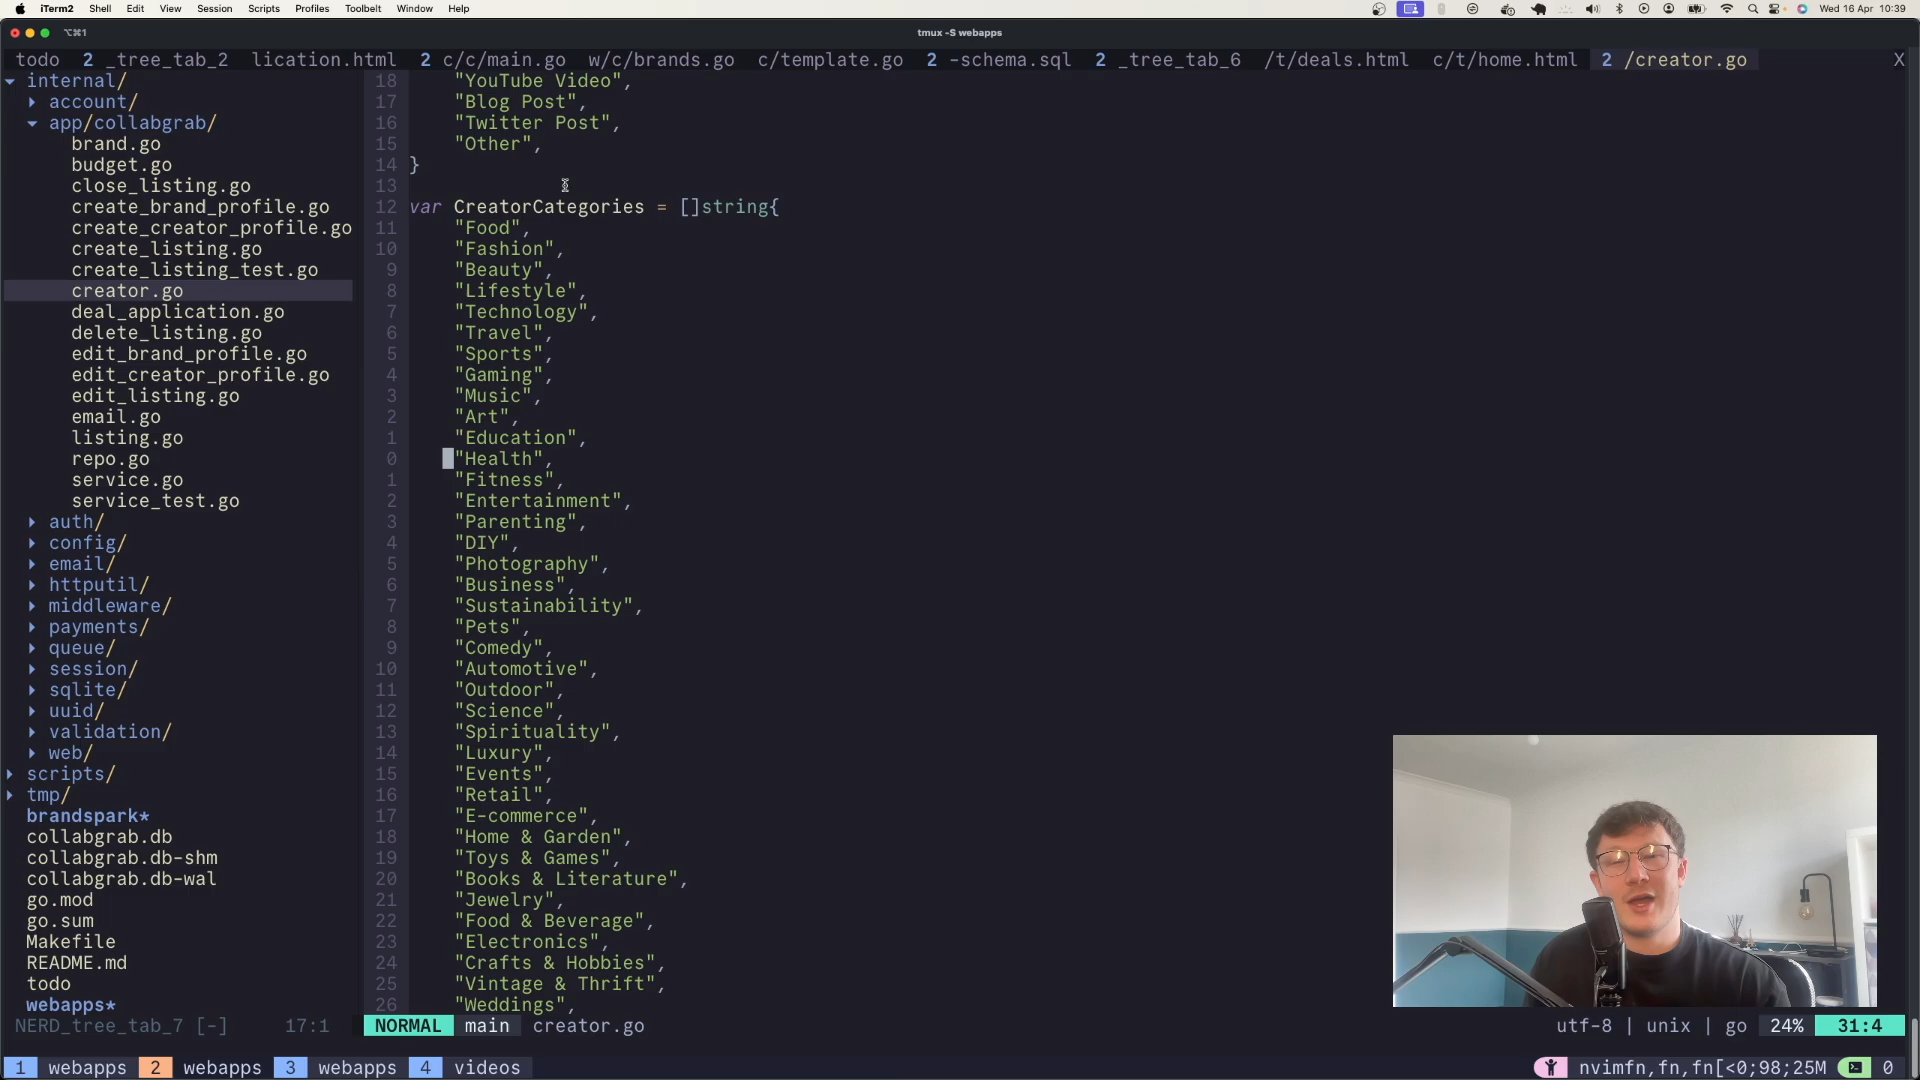 iTerm2 Shell Edit View Session Scripts Profiles Toolbelt Window Help Wed 16 Apr 10:39
⌥⌘1 tmux -S webapps
todo 2 _tree_tab_2 lication.html 2 c/c/main.go w/c/brands.go c/template.go 2 -schema.sql 2 _tree_tab_6 /t/deals.html c/t/home.html 2 /creator.go X
internal/
account/
app/collabgrab/
brand.go
budget.go
close_listing.go
create_brand_profile.go
create_creator_profile.go
create_listing.go
create_listing_test.go
creator.go
deal_application.go
delete_listing.go
edit_brand_profile.go
edit_creator_profile.go
edit_listing.go
email.go
listing.go
repo.go
service.go
service_test.go
auth/
config/
email/
httputil/
middleware/
payments/
queue/
session/
sqlite/
uuid/
validation/
web/
scripts/
tmp/
brandspark*
collabgrab.db
collabgrab.db-shm
collabgrab.db-wal
go.mod
go.sum
Makefile
README.md
todo
webapps*
18 "YouTube Video",
17 "Blog Post",
16 "Twitter Post",
15 "Other",
14 }
13
12 var CreatorCategories = []string{
11 "Food",
10 "Fashion",
9 "Beauty",
8 "Lifestyle",
7 "Technology",
6 "Travel",
5 "Sports",
4 "Gaming",
3 "Music",
2 "Art",
1 "Education",
0 "Health",
1 "Fitness",
2 "Entertainment",
3 "Parenting",
4 "DIY",
5 "Photography",
6 "Business",
7 "Sustainability",
8 "Pets",
9 "Comedy",
10 "Automotive",
11 "Outdoor",
12 "Science",
13 "Spirituality",
14 "Luxury",
15 "Events",
16 "Retail",
17 "E-commerce",
18 "Home & Garden",
19 "Toys & Games",
20 "Books & Literature",
21 "Jewelry",
22 "Food & Beverage",
23 "Electronics",
24 "Crafts & Hobbies",
25 "Vintage & Thrift",
26 "Weddings",
NERD_tree_tab_7 [-] 17:1 NORMAL main creator.go utf-8 | unix | go 24% 31:4
1 webapps 2 webapps 3 webapps 4 videos nvimfn,fn,fn[<0;98;25M 0